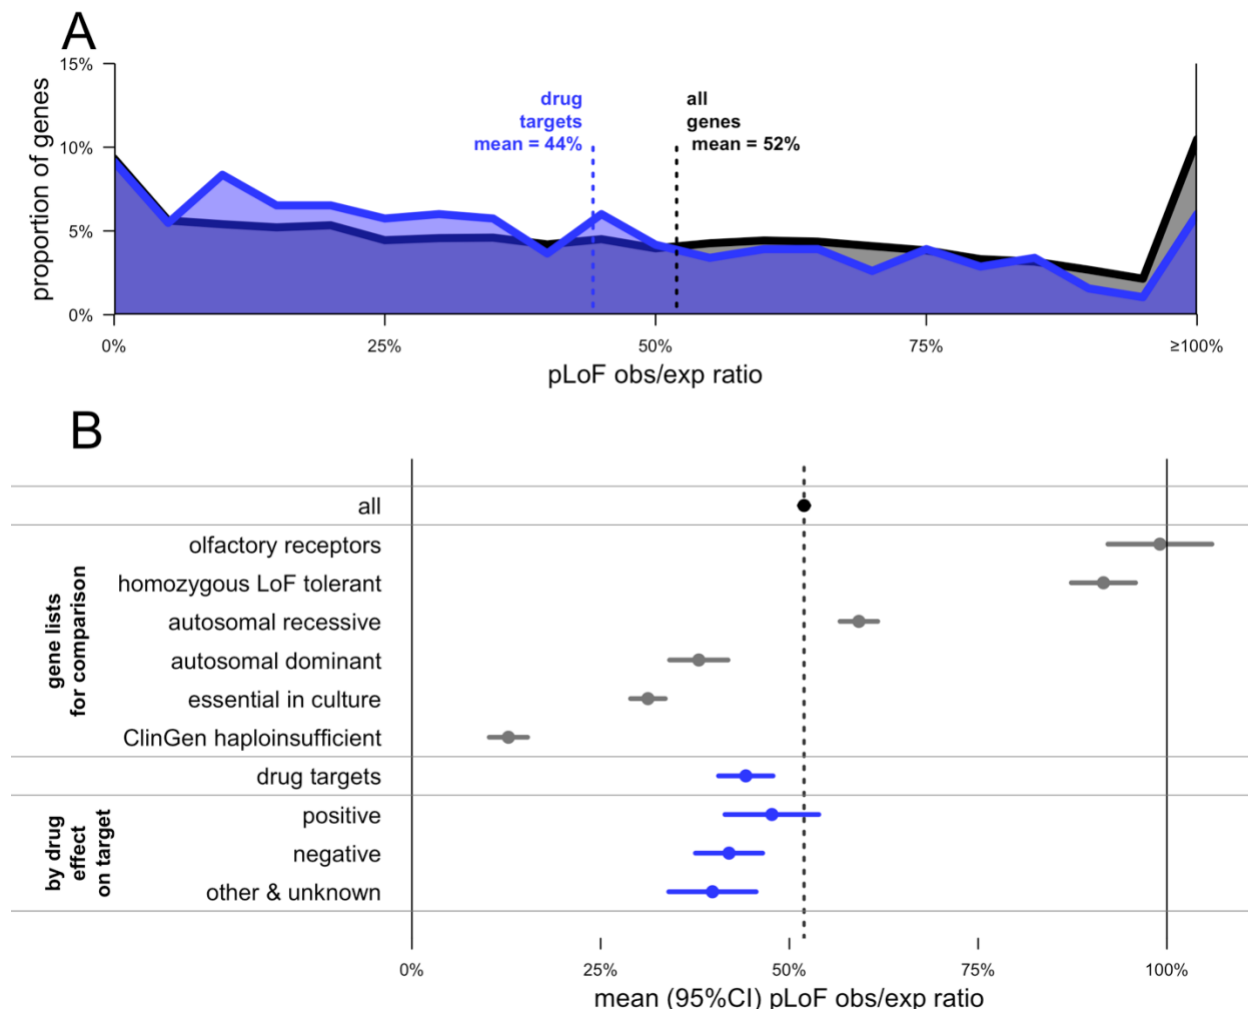 A
15%
10%
5%
0%
proportion of genes
drug
targets
mean = 44%
all
genes
mean = 52%
0%
25%
50%
75%
≥100%
pLoF obs/exp ratio
B
all
gene lists
for comparison
olfactory receptors
homozygous LoF tolerant
autosomal recessive
autosomal dominant
essential in culture
ClinGen haploinsufficient
drug targets
by drug
effect
on target
positive
negative
other & unknown
0%
25%
50%
75%
100%
mean (95%CI) pLoF obs/exp ratio